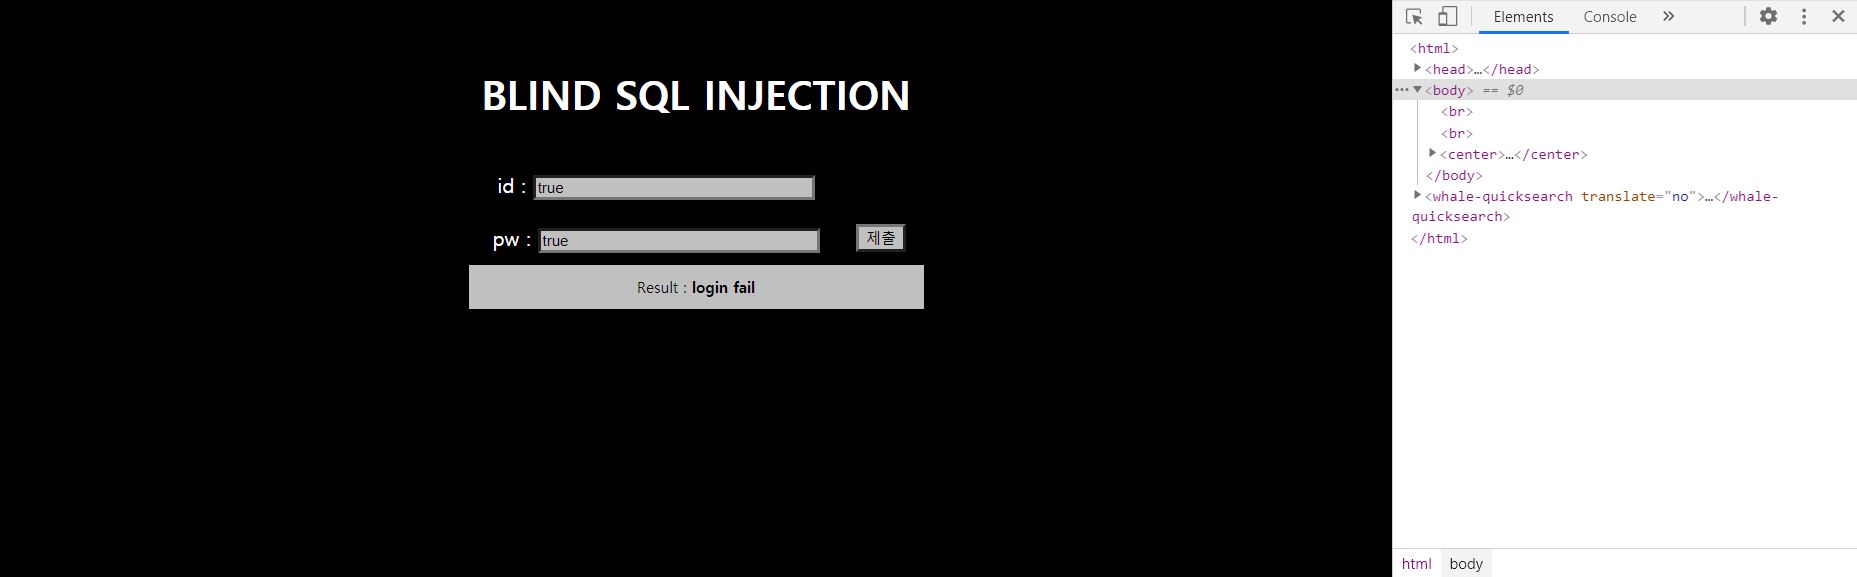 BLIND SQL INJECTION
id : true
pw : true 제출
Result : login fail
Elements Console »
<html>
<head>…</head>
<body> == $0
<br>
<br>
<center>…</center>
</body>
<whale-quicksearch translate="no">…</whale-
quicksearch>
</html>
html body